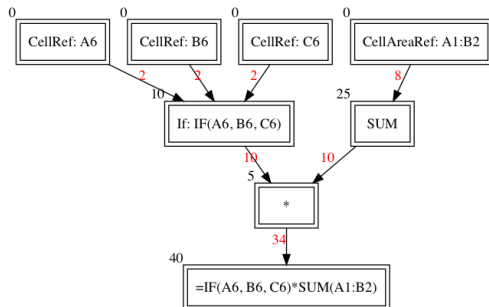 0
0
0
0
CellRef: A6
CellRef: B6
CellRef: C6
CellAreaRef: A1:B2
2
2
2
8
10
25
If: IF(A6, B6, C6)
SUM
10
10
5
*
34
40
=IF(A6, B6, C6)*SUM(A1:B2)